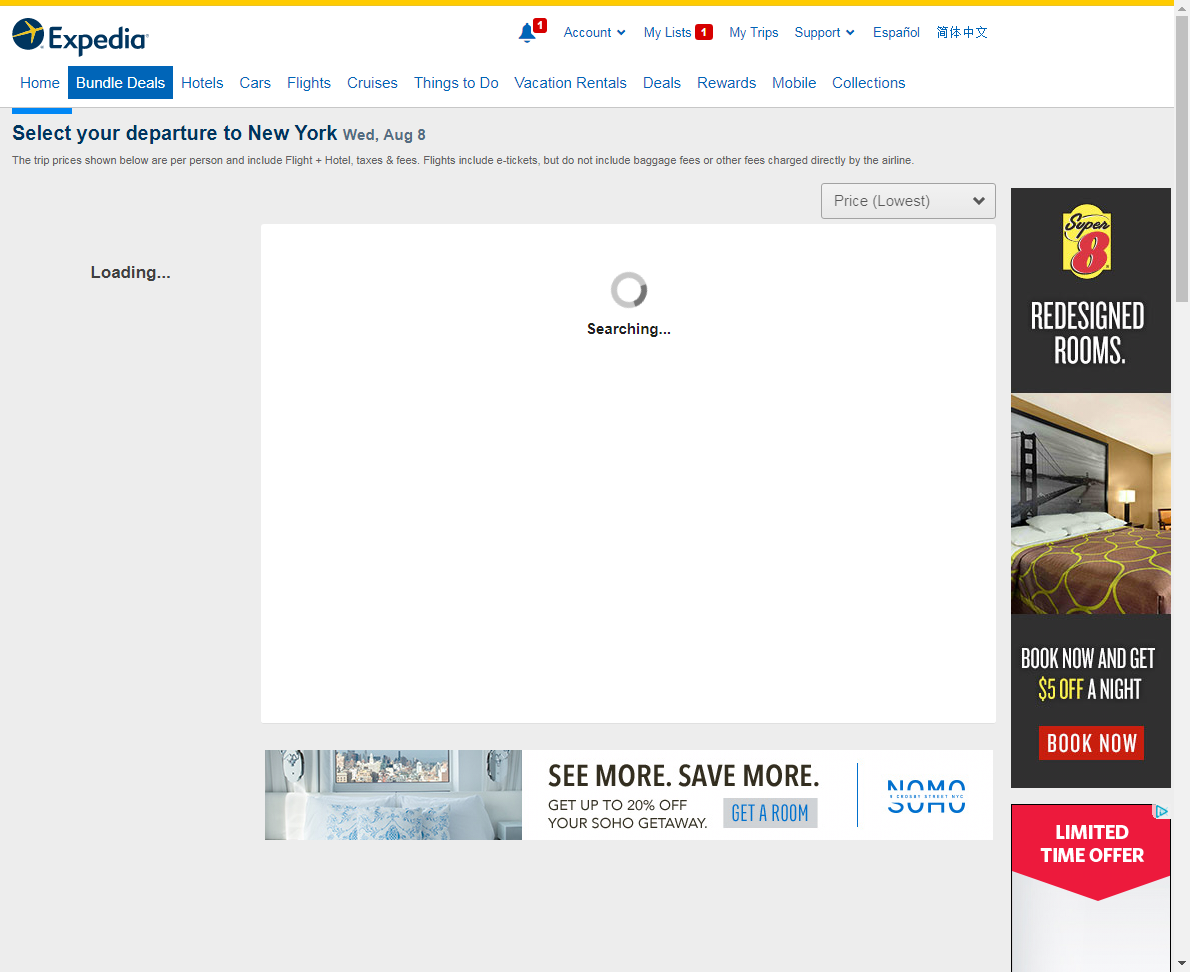 Expedia
1
Account
My Lists 1
My Trips
Support
Español
简体中文
Home
Bundle Deals
Hotels
Cars
Flights
Cruises
Things to Do
Vacation Rentals
Deals
Rewards
Mobile
Collections
Select your departure to New York Wed, Aug 8
The trip prices shown below are per person and include Flight + Hotel, taxes & fees. Flights include e-tickets, but do not include baggage fees or other fees charged directly by the airline.
Price (Lowest)
Loading...
Searching...
Super
8
REDESIGNED
ROOMS.
BOOK NOW AND GET
$5 OFF A NIGHT
BOOK NOW
SEE MORE. SAVE MORE.
GET UP TO 20% OFF
YOUR SOHO GETAWAY.
GET A ROOM
NOMO
9 CROSBY STREET NYC
SOHO
LIMITED
TIME OFFER